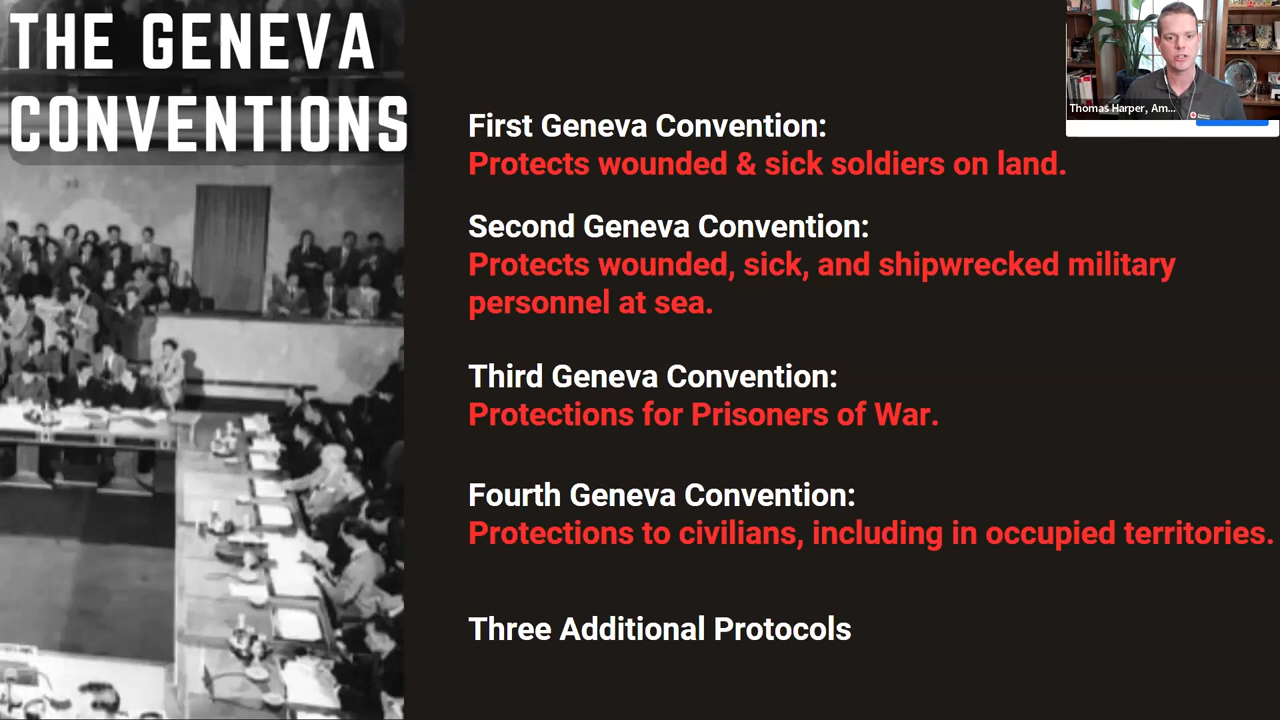 THE GENEVA
CONVENTIONS
Thomas Harper, Am...
First Geneva Convention:
Protects wounded & sick soldiers on land.
Second Geneva Convention:
Protects wounded, sick, and shipwrecked military
personnel at sea.
Third Geneva Convention:
Protections for Prisoners of War.
Fourth Geneva Convention:
Protections to civilians, including in occupied territories.
Three Additional Protocols